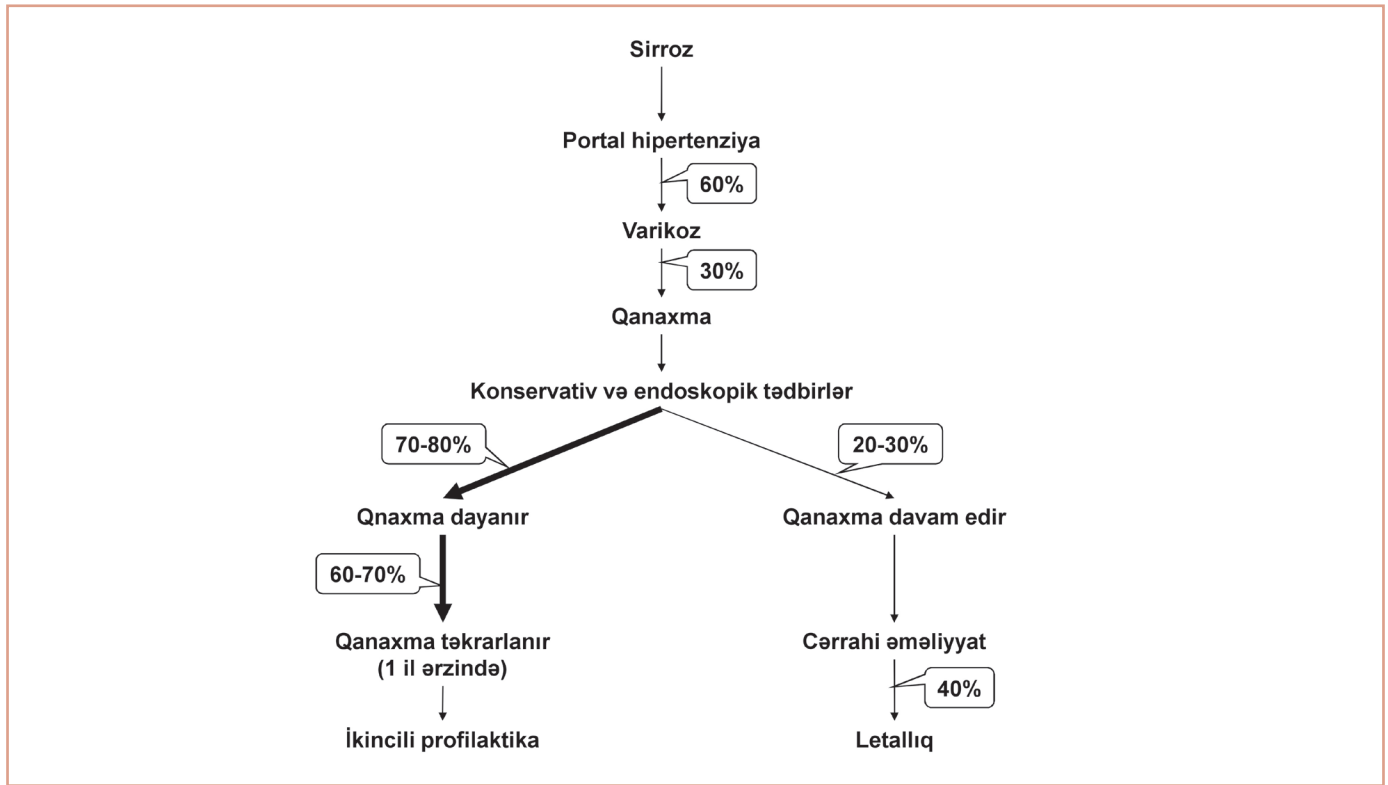 Sirroz
Portal hipertenziya
60%
Varikoz
30%
Qanaxma
Konservativ və endoskopik tədbirlər
70-80%
20-30%
Qnaxma dayanır
Qanaxma davam edir
60-70%
Qanaxma təkrarlanır
(1 il ərzində)
Cərrahi əməliyyat
40%
İkincili profilaktika
Letallıq